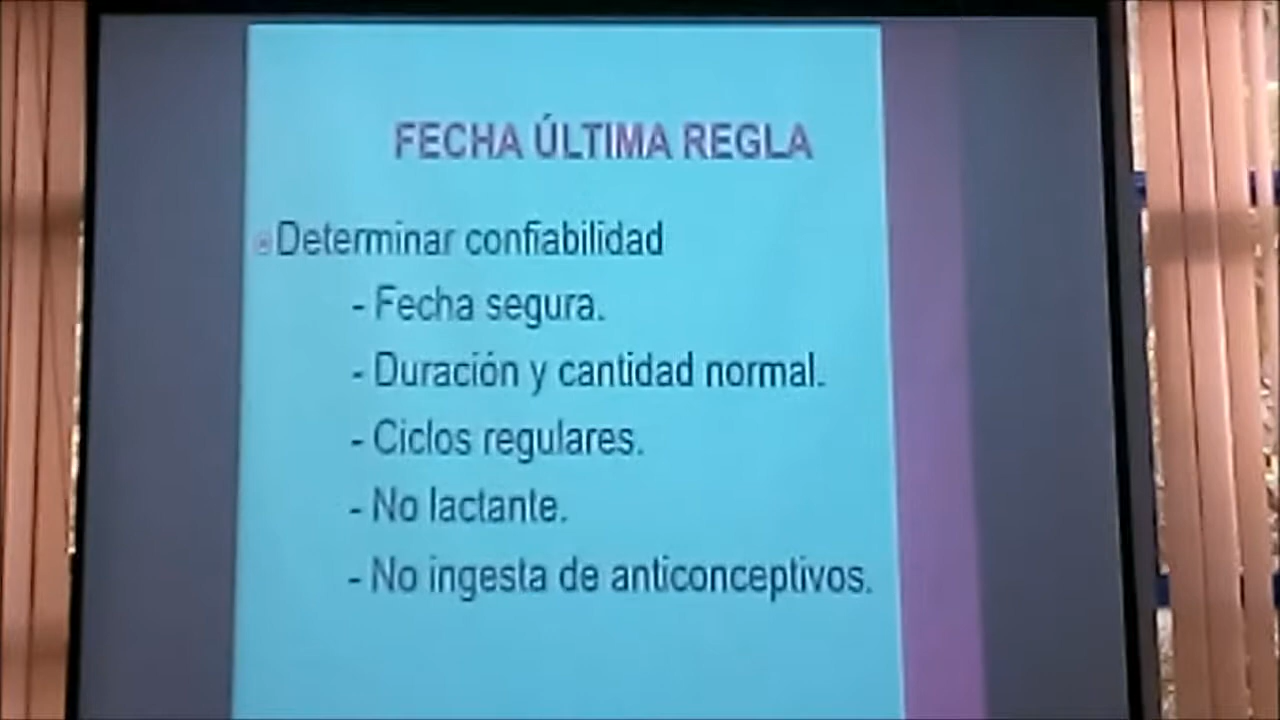 FECHA ÚLTIMA REGLA
Determinar confiabilidad
- Fecha segura.
- Duración y cantidad normal.
- Ciclos regulares.
- No lactante.
- No ingesta de anticonceptivos.